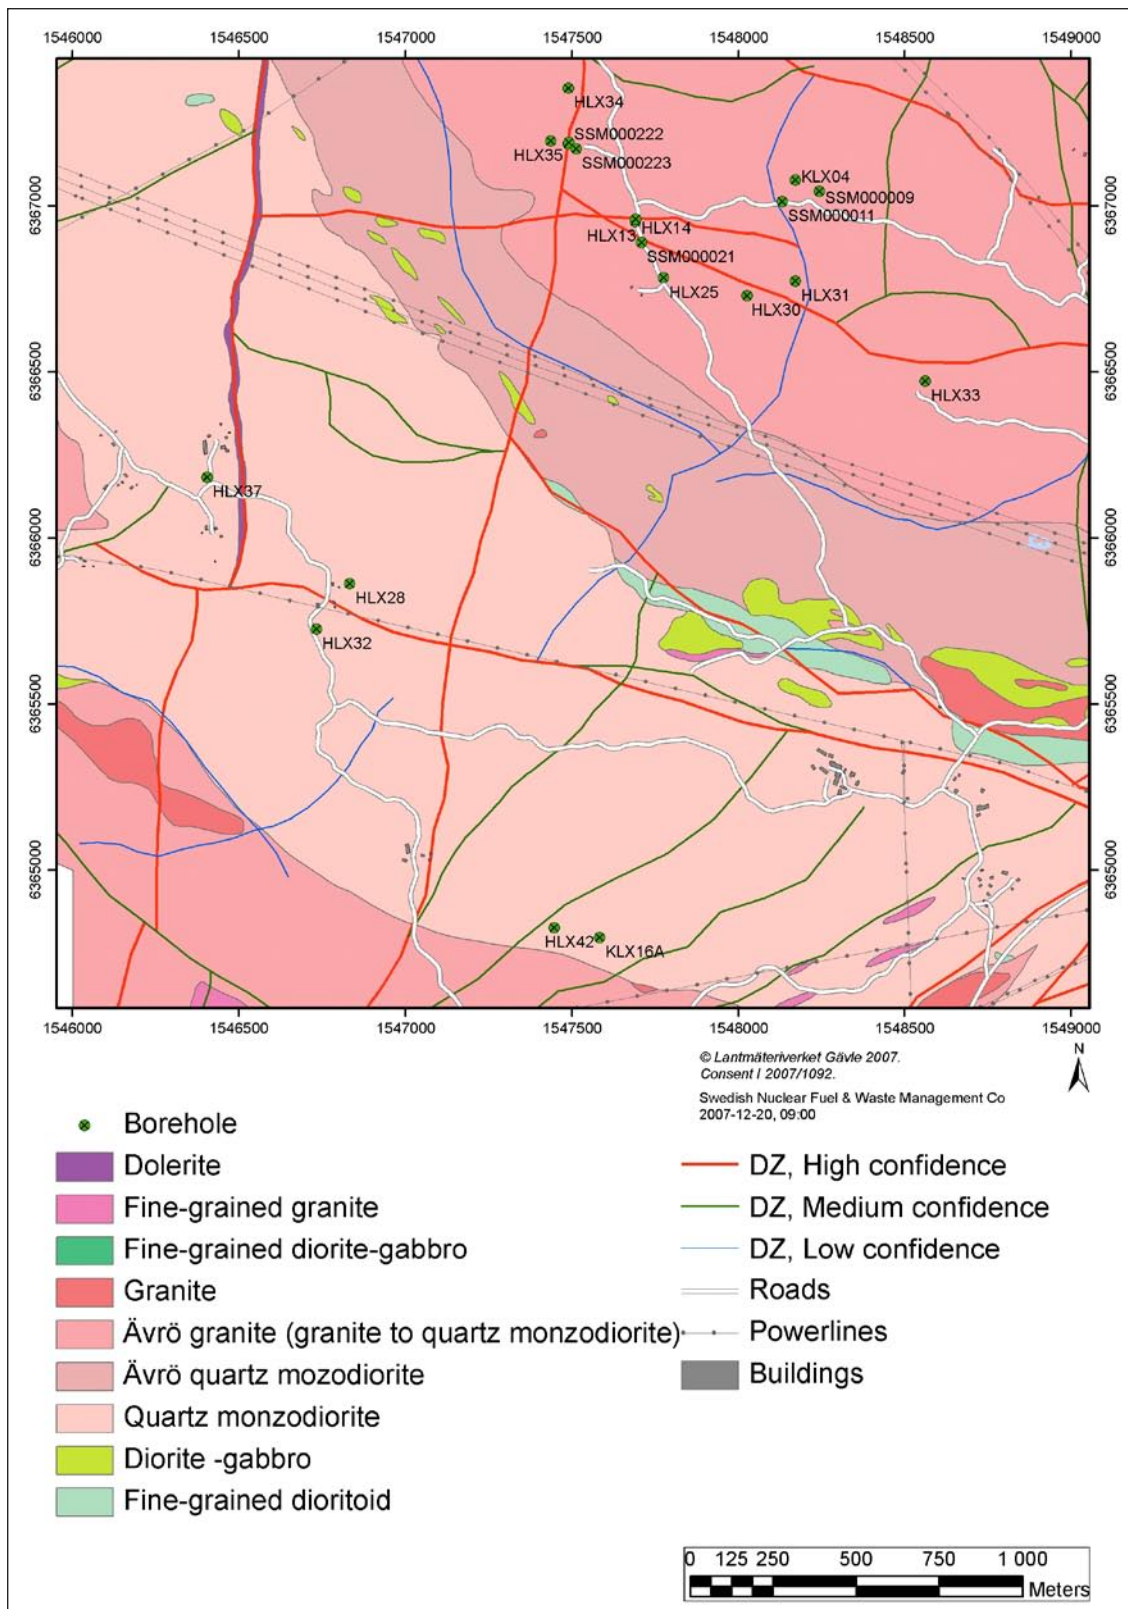 1546000 1546500 1547000 1547500 1548000 1548500 1549000
6367000 6366500 6366000 6365500 6365000
6367000 6366500 6366000 6365500 6365000
HLX34
SSM000222
HLX35
SSM000223
KLX04
SSM000009
SSM000011
HLX14
HLX13
SSM000021
HLX25
HLX31
HLX30
HLX33
HLX37
HLX28
HLX32
HLX42
KLX16A
1546000 1546500 1547000 1547500 1548000 1548500 1549000
© Lantmäteriverket Gävle 2007.
Consent I 2007/1092.
Swedish Nuclear Fuel & Waste Management Co
2007-12-20, 09:00
N
Borehole
Dolerite
Fine-grained granite
Fine-grained diorite-gabbro
Granite
Ävrö granite (granite to quartz monzodiorite)
Ävrö quartz mozodiorite
Quartz monzodiorite
Diorite -gabbro
Fine-grained dioritoid
DZ, High confidence
DZ, Medium confidence
DZ, Low confidence
Roads
Powerlines
Buildings
0 125 250 500 750 1 000
Meters